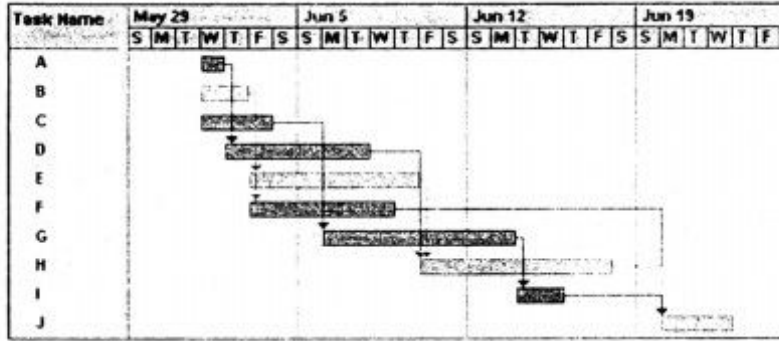 Task Name May 29 Jun 5 Jun 12 Jun 19
S M T W T F S S M T W T F S S M T W T F S S M T W T F
A
B
C
D
E
F
G
H
I
J